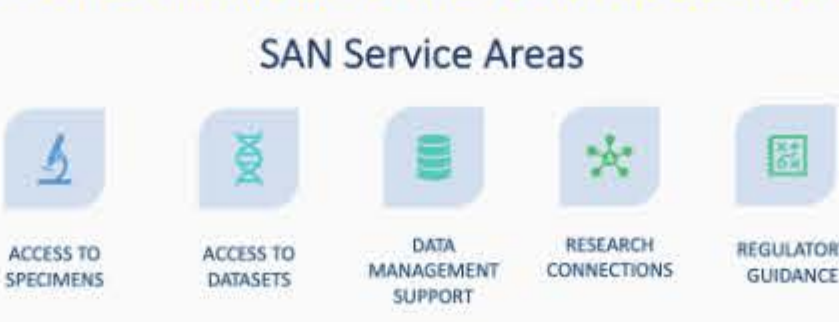 SAN Service Areas
ACCESS TO
SPECIMENS
ACCESS TO
DATASETS
DATA
MANAGEMENT
SUPPORT
RESEARCH
CONNECTIONS
REGULATOR
GUIDANCE